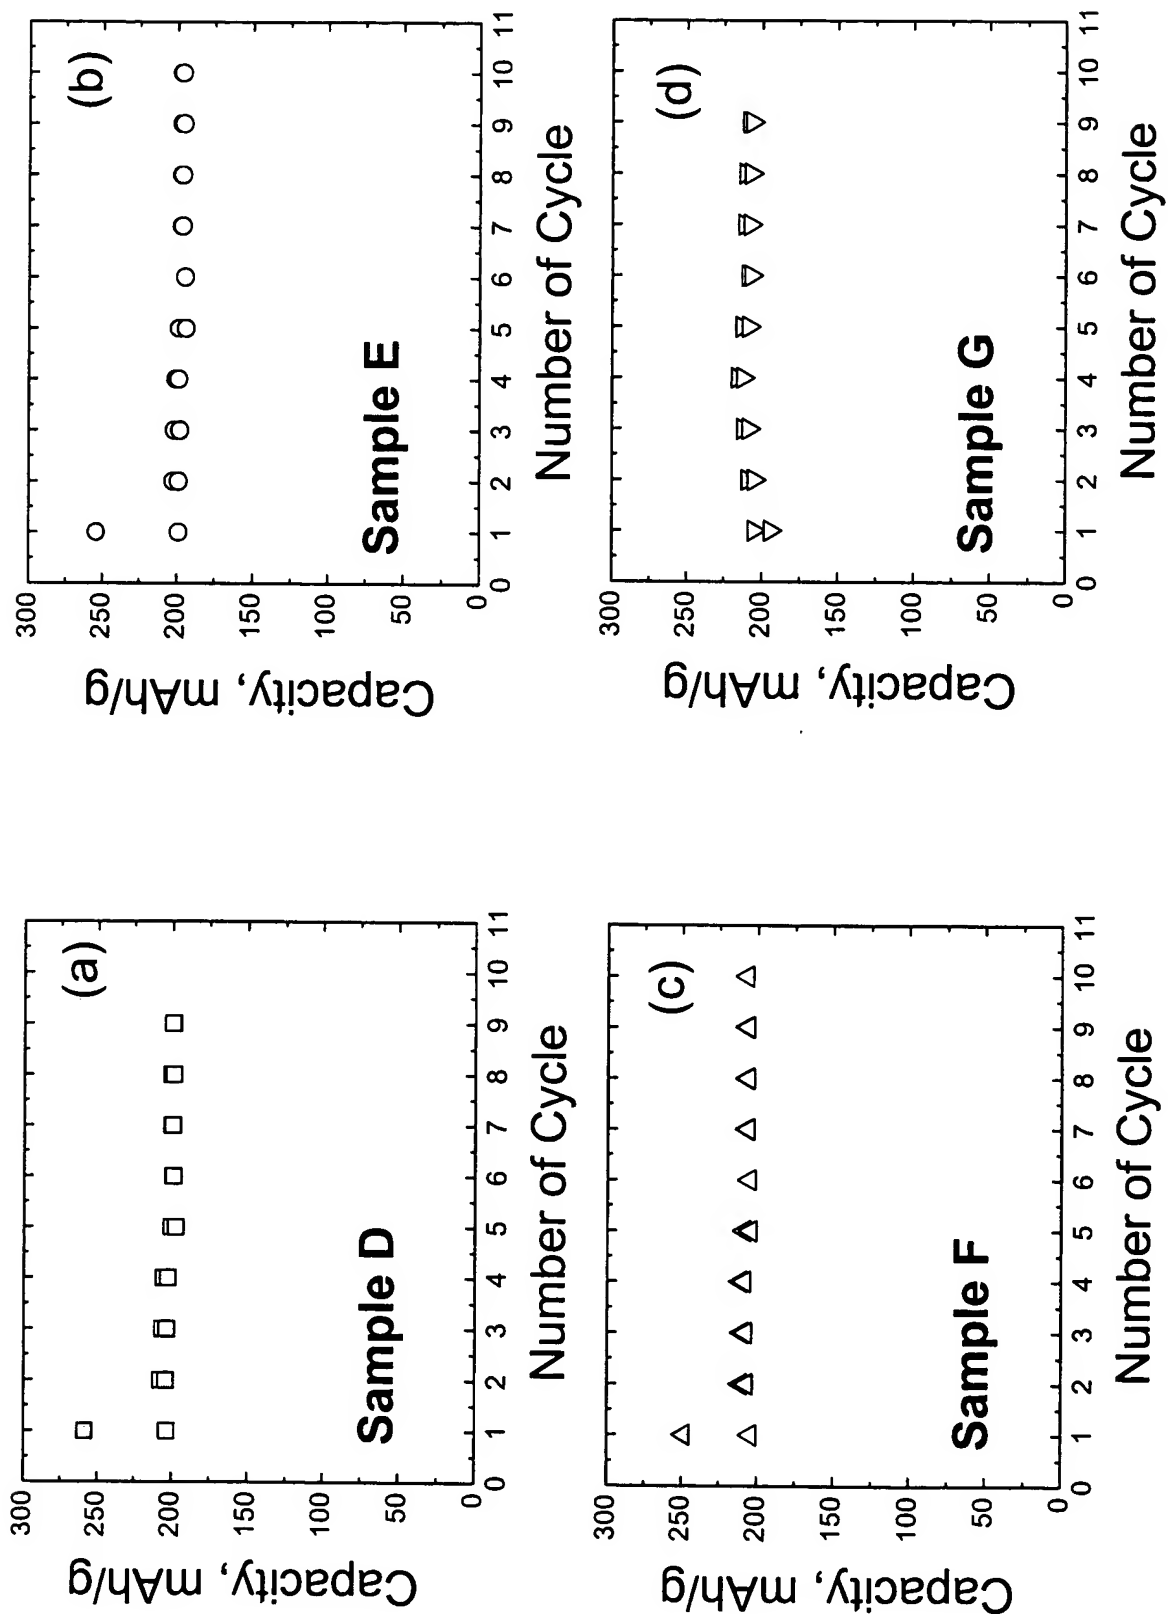 (a)
Capacity, mAh/g
300
250
200
150
100
50
0
Sample D
0 1 2 3 4 5 6 7 8 9 10 11
Number of Cycle
(b)
Capacity, mAh/g
300
250
200
150
100
50
0
Sample E
0 1 2 3 4 5 6 7 8 9 10 11
Number of Cycle
(c)
Capacity, mAh/g
300
250
200
150
100
50
0
Sample F
0 1 2 3 4 5 6 7 8 9 10 11
Number of Cycle
(d)
Capacity, mAh/g
300
250
200
150
100
50
0
Sample G
0 1 2 3 4 5 6 7 8 9 10 11
Number of Cycle